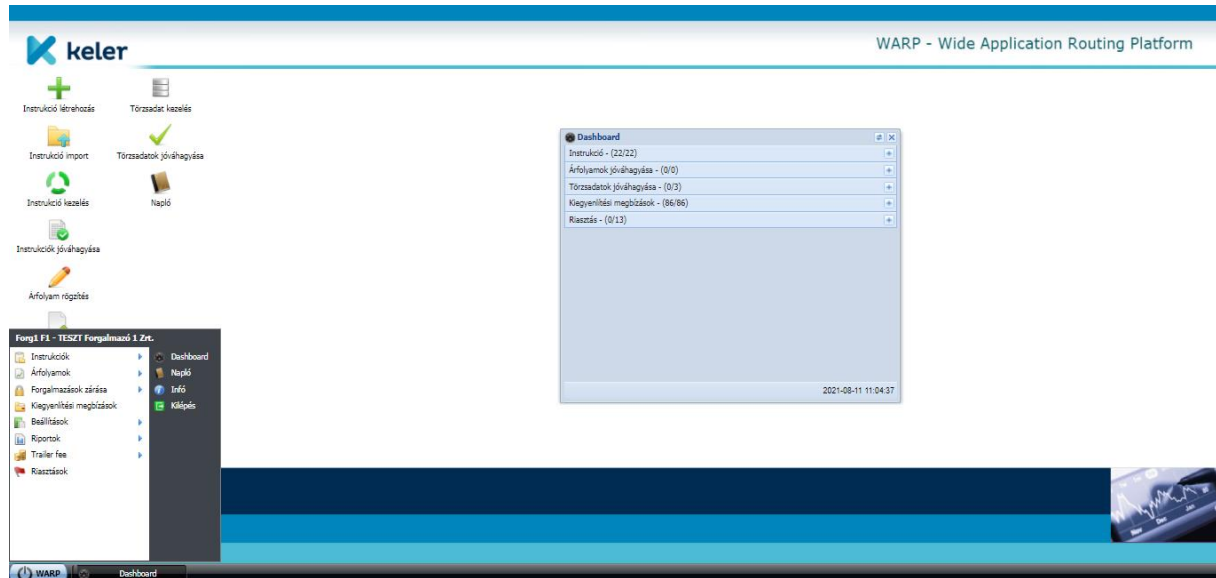 keler
WARP - Wide Application Routing Platform
Instrukció létrehozás
Törzsadat kezelés
Instrukció import
Törzsadatok jóváhagyása
Instrukció kezelés
Napló
Instrukciók jóváhagyása
Árfolyam rögzítés
Dashboard
Instrukció - (22/22)
Árfolyamok jóváhagyása - (0/0)
Törzsadatok jóváhagyása - (0/3)
Kiegyenlítési megbízások - (86/86)
Riasztás - (0/13)
2021-08-11 11:04:37
Forg1 F1 - TESZT Forgalmazó 1 Zrt.
Instrukciók
Árfolyamok
Forgalmazások zárása
Kiegyenlítési megbízások
Beállítások
Riportok
Trailer fee
Riasztások
Dashboard
Napló
Infó
Kilépés
WARP
Dashboard